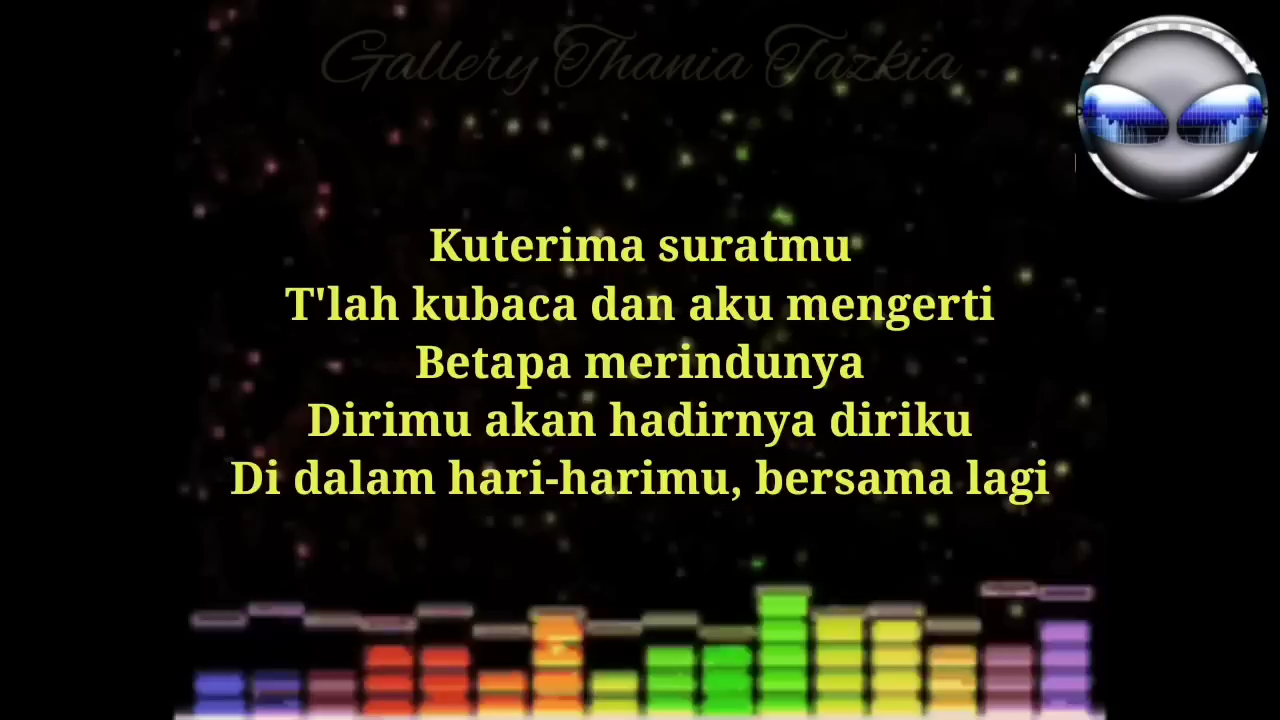 Gallery Thania Tazkia
Kuterima suratmu
T'lah kubaca dan aku mengerti
Betapa merindunya
Dirimu akan hadirnya diriku
Di dalam hari-harimu, bersama lagi